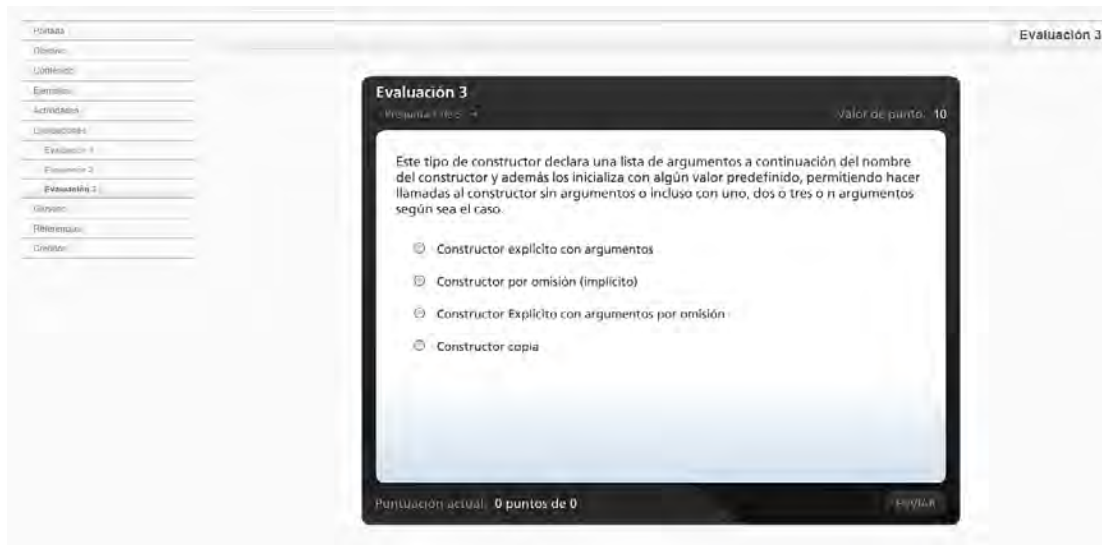 Portada
Objetivo
Contenido
Ejemplos
Actividades
Evaluaciones
Evaluación 1
Evaluación 2
Evaluación 3
Glosario
Referencias
Créditos
Evaluación 3
Evaluación 3
Pregunta 1 de 5
Valor de punto: 10
Este tipo de constructor declara una lista de argumentos a continuación del nombre
del constructor y además los inicializa con algún valor predefinido, permitiendo hacer
llamadas al constructor sin argumentos o incluso con uno, dos o tres o n argumentos
según sea el caso.
Constructor explícito con argumentos
Constructor por omisión (implícito)
Constructor Explícito con argumentos por omisión
Constructor copia
Puntuación actual: 0 puntos de 0
ENVIAR